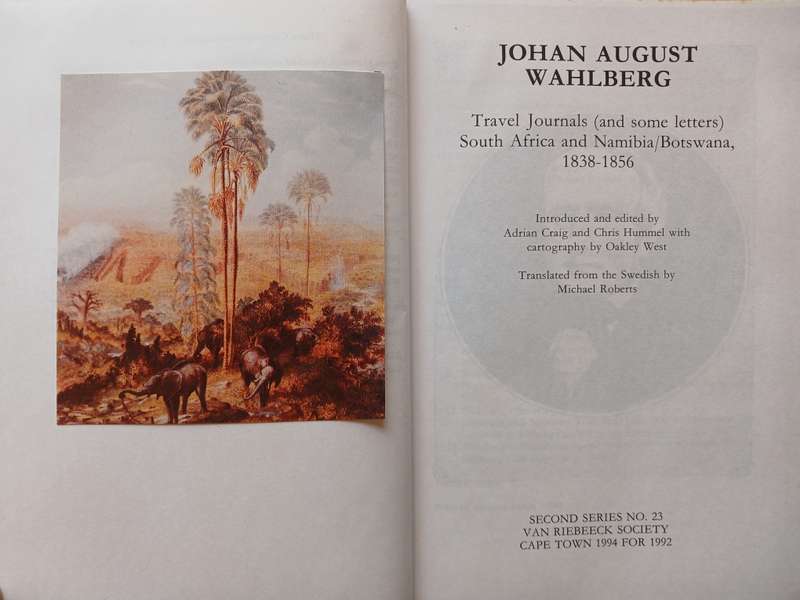 JOHAN AUGUST
WAHLBERG
Travel Journals (and some letters)
South Africa and Namibia/Botswana,
1838-1856
Introduced and edited by
Adrian Craig and Chris Hummel with
cartography by Oakley West
Translated from the Swedish by
Michael Roberts
SECOND SERIES NO. 23
VAN RIEBEECK SOCIETY
CAPE TOWN 1994 FOR 1992